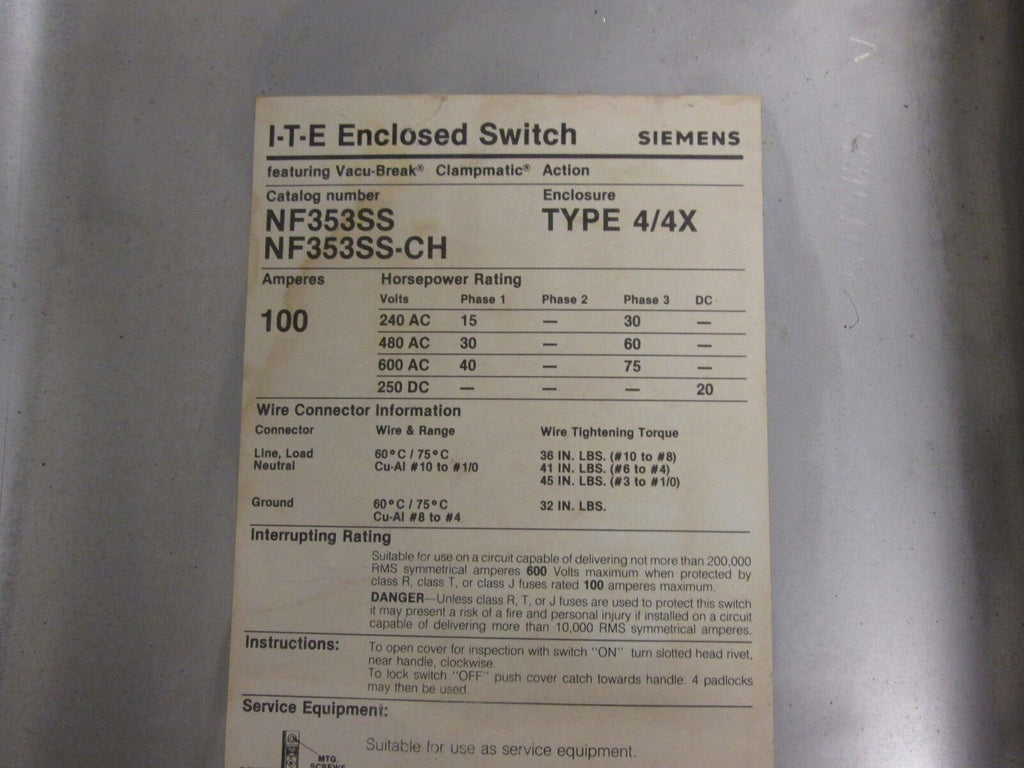 I-T-E Enclosed Switch SIEMENS
featuring Vacu-Break® Clampmatic® Action
Catalog number Enclosure
NF353SS TYPE 4/4X
NF353SS-CH
Amperes Horsepower Rating
Volts Phase 1 Phase 2 Phase 3 DC
100 240 AC 15 — 30 —
480 AC 30 — 60 —
600 AC 40 — 75 —
250 DC — — — 20
Wire Connector Information
Connector Wire & Range Wire Tightening Torque
Line, Load 60°C / 75°C 36 IN. LBS. (#10 to #8)
Neutral Cu-Al #10 to #1/0 41 IN. LBS. (#6 to #4)
45 IN. LBS. (#3 to #1/0)
Ground 60°C / 75°C 32 IN. LBS.
Cu-Al #8 to #4
Interrupting Rating
Suitable for use on a circuit capable of delivering not more than 200,000
RMS symmetrical amperes 600 Volts maximum when protected by
class R, class T, or class J fuses rated 100 amperes maximum.
DANGER—Unless class R, T, or J fuses are used to protect this switch
it may present a risk of a fire and personal injury if installed on a circuit
capable of delivering more than 10,000 RMS symmetrical amperes.
Instructions: To open cover for inspection with switch "ON" turn slotted head rivet,
near handle, clockwise.
To lock switch "OFF" push cover catch towards handle. 4 padlocks
may then be used.
Service Equipment:
Suitable for use as service equipment.
MTG.
SCREWS